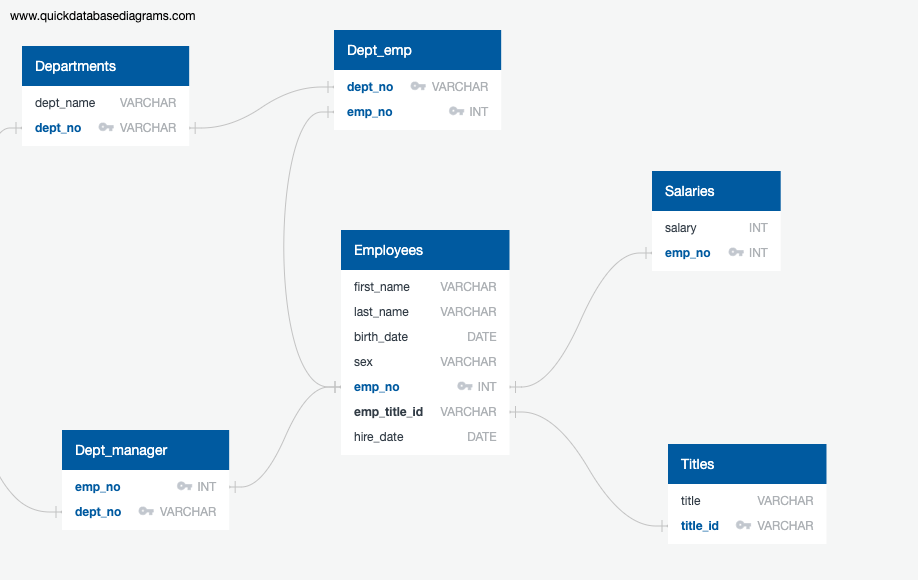 www.quickdatabasediagrams.com
Departments
dept_name VARCHAR
dept_no VARCHAR
Dept_emp
dept_no VARCHAR
emp_no INT
Salaries
salary INT
emp_no INT
Employees
first_name VARCHAR
last_name VARCHAR
birth_date DATE
sex VARCHAR
emp_no INT
emp_title_id VARCHAR
hire_date DATE
Dept_manager
emp_no INT
dept_no VARCHAR
Titles
title VARCHAR
title_id VARCHAR